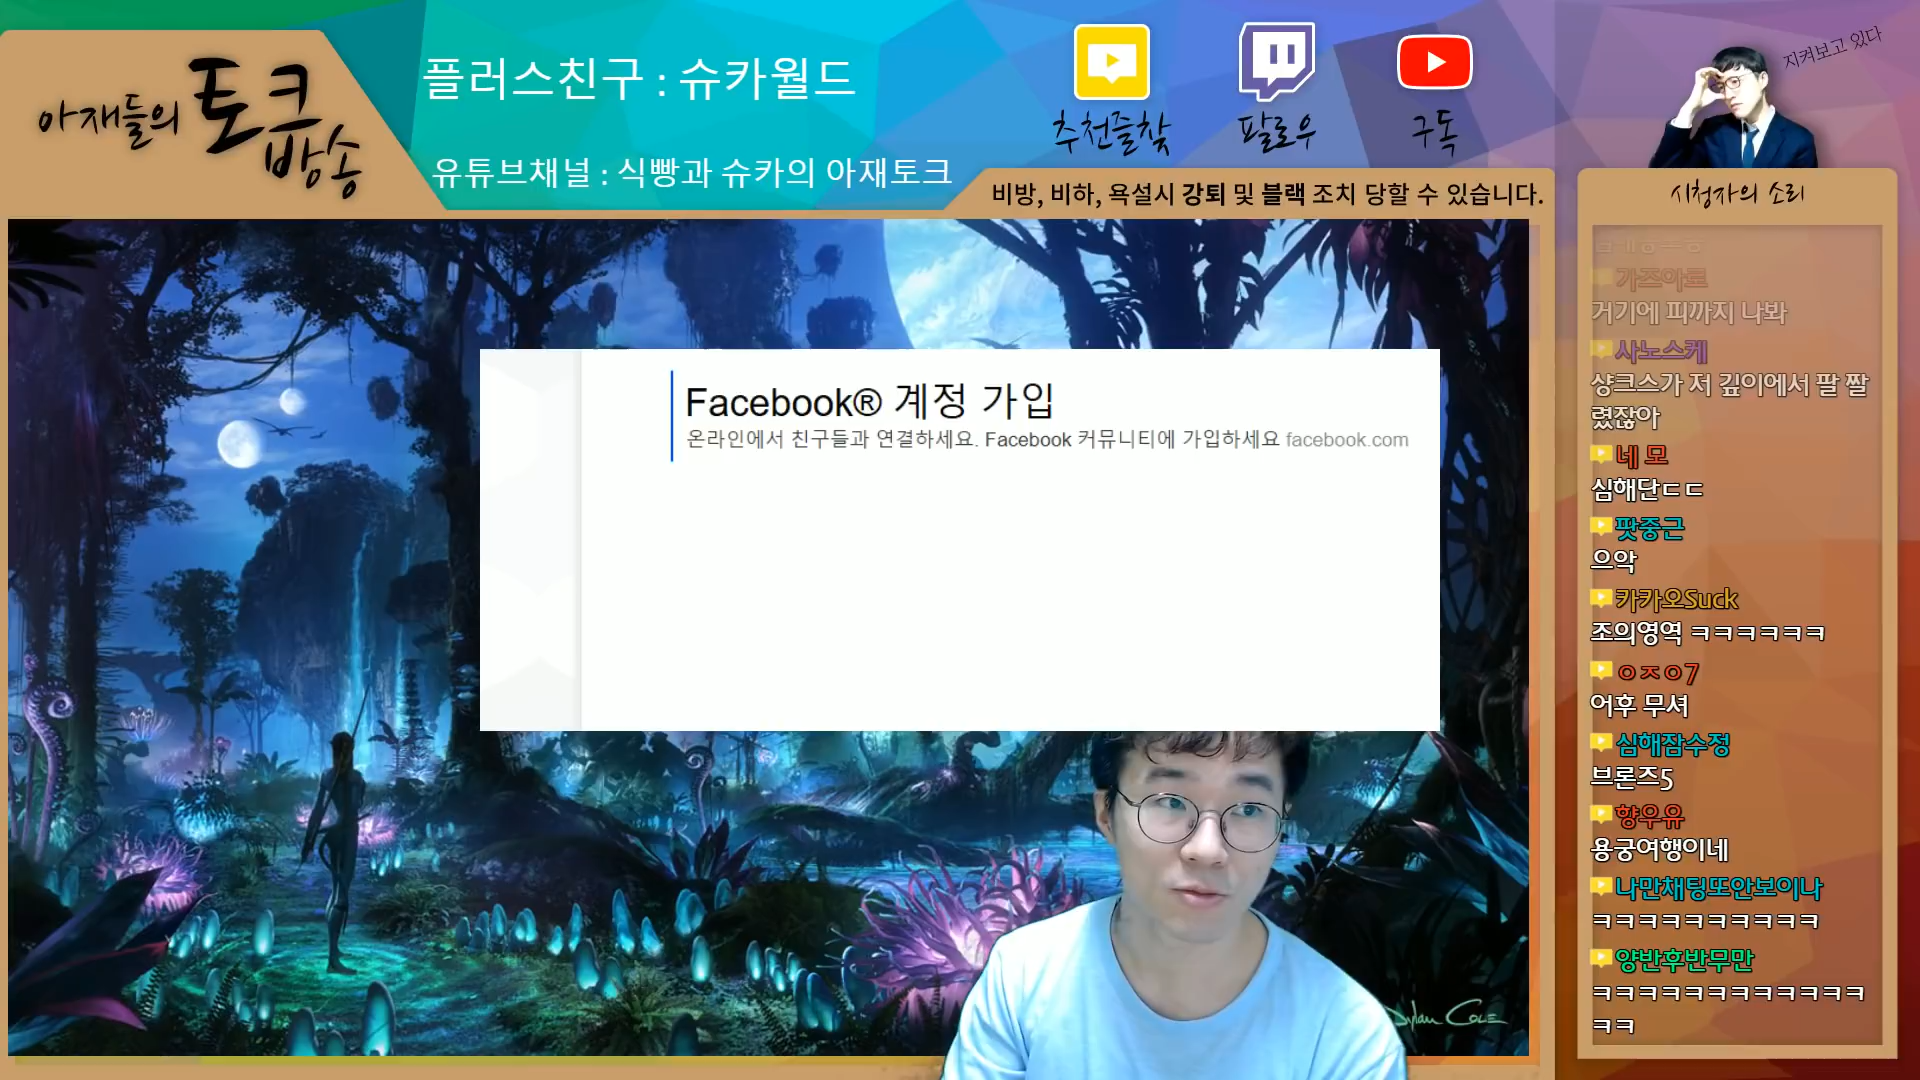 아재들의 토크
방송
플러스친구 : 슈카월드
유튜브채널 : 식빵과 슈카의 아재토크
추천즐찾
팔로우
구독
지켜보고 있다
비방, 비하, 욕설시 강퇴 및 블랙 조치 당할 수 있습니다.
시청자의 소리
Facebook® 계정 가입
온라인에서 친구들과 연결하세요. Facebook 커뮤니티에 가입하세요 facebook.com
가즈아르
거기에 피까지 나봐
사노스케
샹크스가 저 깊이에서 팔 짤
렸잖아
네 모
심해단ㄷㄷ
팟중근
으악
카카오Suck
조의영역 ㅋㅋㅋㅋㅋㅋ
ㅇㅈㅇ7
어후 무셔
심해잠수정
브론즈5
향우유
용궁여행이네
나만채팅또안보이나
ㅋㅋㅋㅋㅋㅋㅋㅋㅋㅋ
양반후반무만
ㅋㅋㅋㅋㅋㅋㅋㅋㅋㅋㅋㅋ
ㅋㅋ
Dylan Cole